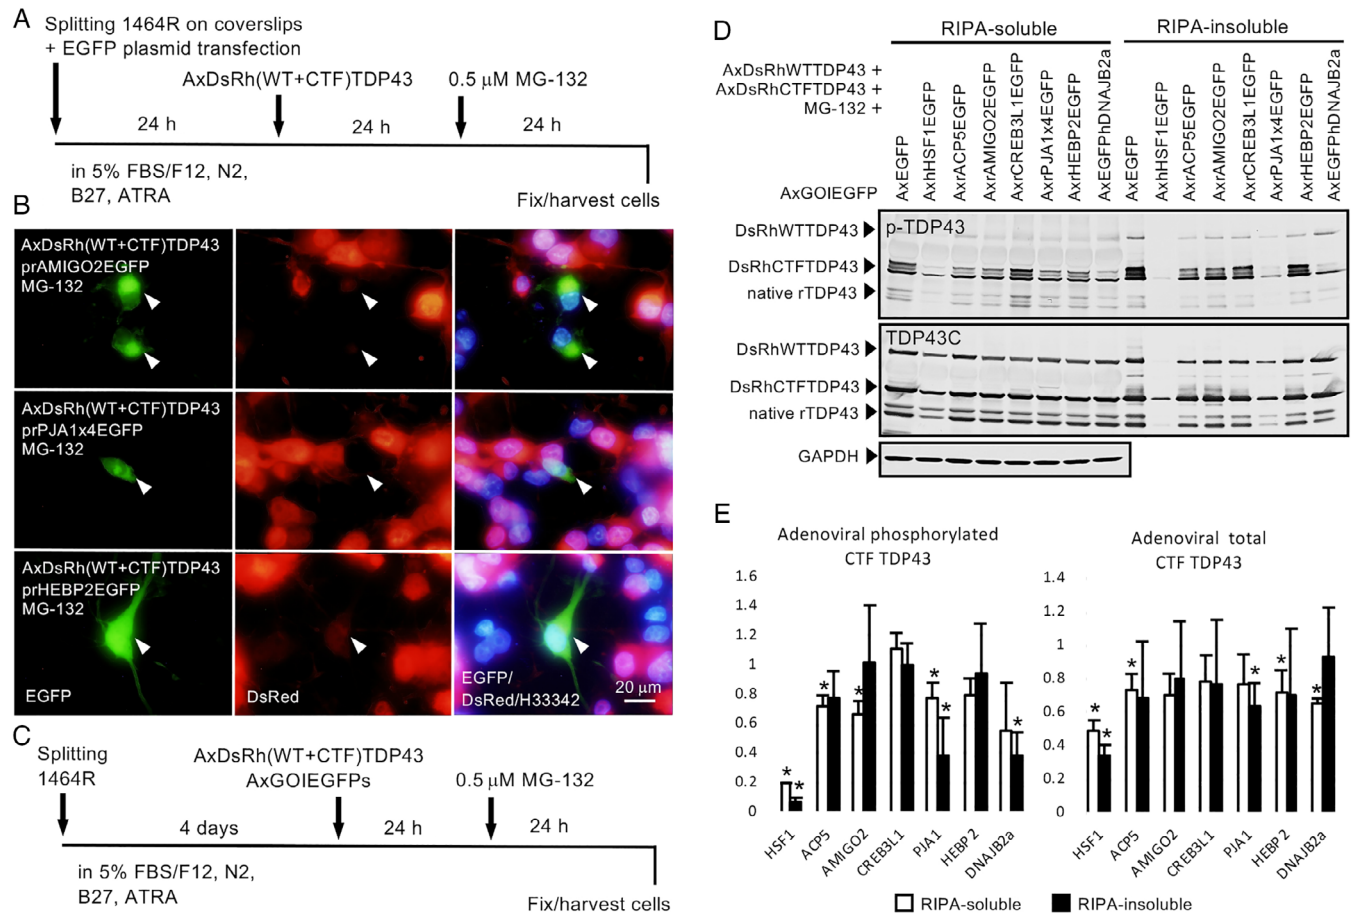 A
Splitting 1464R on coverslips
+ EGFP plasmid transfection
AxDsRh(WT+CTF)TDP43
0.5 µM MG-132
24 h
24 h
24 h
in 5% FBS/F12, N2,
B27, ATRA
Fix/harvest cells
B
AxDsRh(WT+CTF)TDP43
prAMIGO2EGFP
MG-132
AxDsRh(WT+CTF)TDP43
prPJA1x4EGFP
MG-132
AxDsRh(WT+CTF)TDP43
prHEBP2EGFP
MG-132
EGFP
DsRed
EGFP/
DsRed/H33342
20 µm
C
Splitting
1464R
AxDsRh(WT+CTF)TDP43
AxGOIEGFPs
0.5 µM MG-132
4 days
24 h
24 h
in 5% FBS/F12, N2,
B27, ATRA
Fix/harvest cells
D
RIPA-soluble
RIPA-insoluble
AxDsRhWTTDP43 +
AxDsRhCTFTDP43 +
MG-132 +
AxGOIEGFP
AxEGFP
AxhHSF1EGFP
AxrACP5EGFP
AxrAMIGO2EGFP
AxrCREB3L1EGFP
AxrPJA1x4EGFP
AxrHEBP2EGFP
AxEGFPhDNAJB2a
AxEGFP
AxhHSF1EGFP
AxrACP5EGFP
AxrAMIGO2EGFP
AxrCREB3L1EGFP
AxrPJA1x4EGFP
AxrHEBP2EGFP
AxEGFPhDNAJB2a
p-TDP43
DsRhWTTDP43
DsRhCTFTDP43
native rTDP43
TDP43C
DsRhWTTDP43
DsRhCTFTDP43
native rTDP43
GAPDH
E
Adenoviral phosphorylated
CTF TDP43
1.6
1.4
1.2
1
0.8
0.6
0.4
0.2
0
* * * * * * *
HSF1
ACP5
AMIGO2
CREB3L1
PJA1
HEBP 2
DNAJB2a
Adenoviral total
CTF TDP43
1.4
1.2
1
0.8
0.6
0.4
0.2
0
* * * * * *
HSF1
ACP5
AMIGO2
CREB3L1
PJA1
HEBP 2
DNAJB2a
RIPA-soluble
RIPA-insoluble